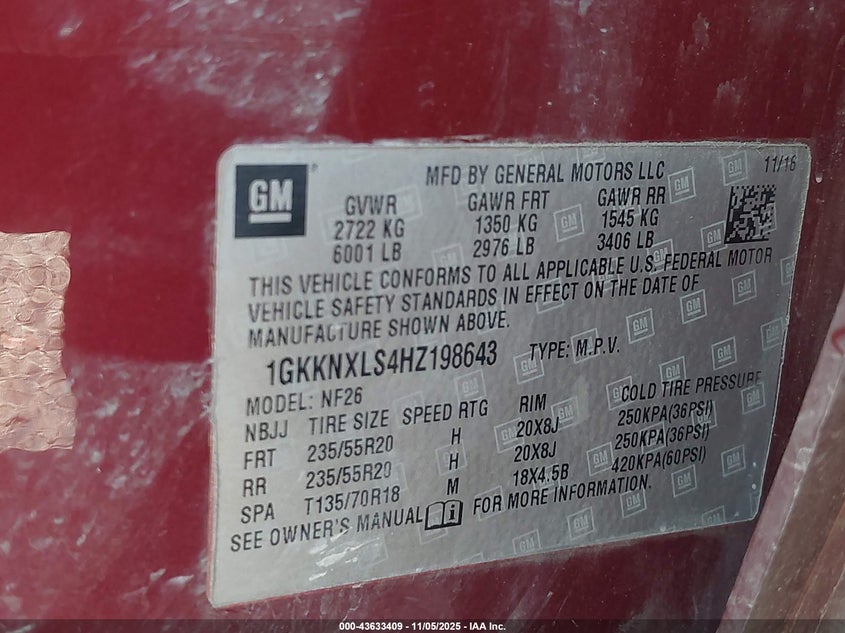 GM
MFD BY GENERAL MOTORS LLC
11/16
GVWR GAWR FRT GAWR RR
2722 KG 1350 KG 1545 KG
6001 LB 2976 LB 3406 LB
THIS VEHICLE CONFORMS TO ALL APPLICABLE U.S. FEDERAL MOTOR
VEHICLE SAFETY STANDARDS IN EFFECT ON THE DATE OF
MANUFACTURE SHOWN ABOVE.
1GKKNXLS4HZ198643 TYPE: M.P.V.
MODEL: NF26
NBJJ TIRE SIZE SPEED RTG RIM COLD TIRE PRESSURE
FRT 235/55R20 H 20X8J 250KPA(36PSI)
RR 235/55R20 H 20X8J 250KPA(36PSI)
SPA T135/70R18 M 18X4.5B 420KPA(60PSI)
SEE OWNER'S MANUAL i FOR MORE INFORMATION.
000-43633409 - 11/05/2025 - IAA Inc.